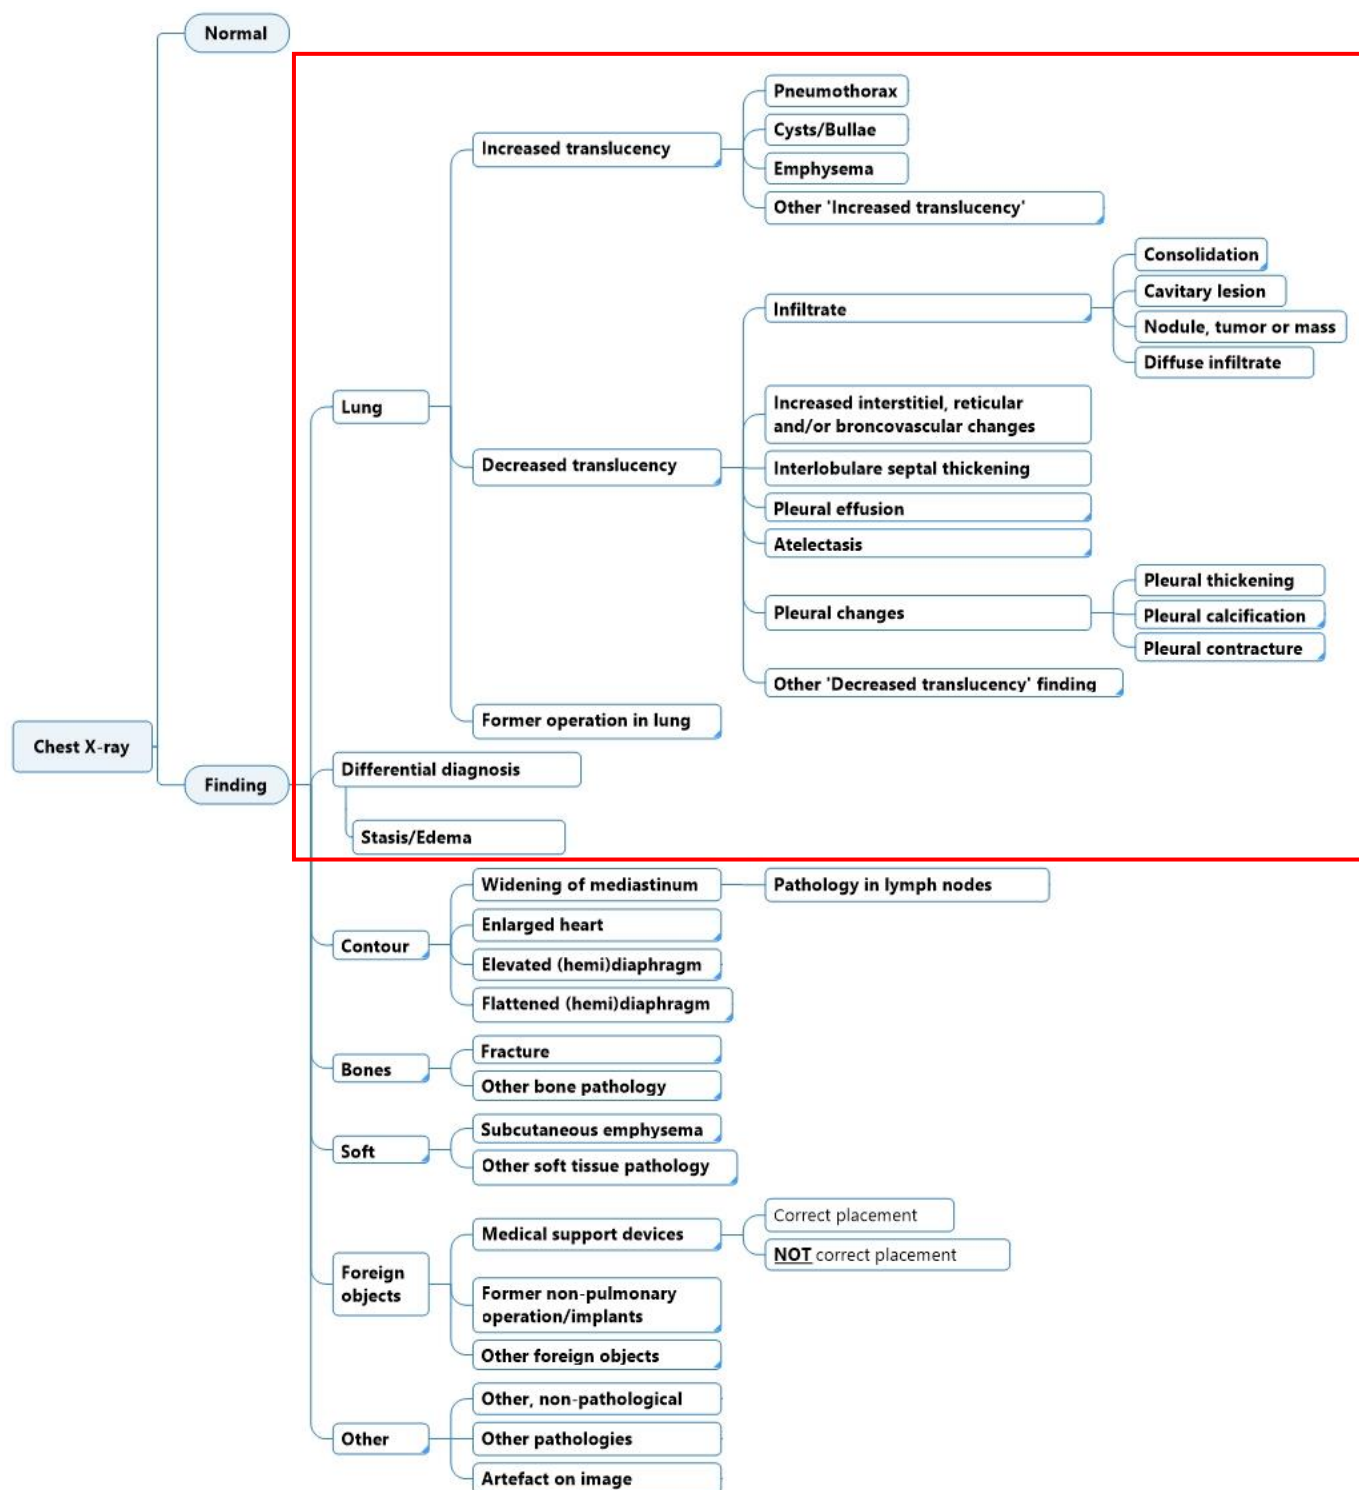 Normal
Pneumothorax
Cysts/Bullae
Increased translucency
Emphysema
Other 'Increased translucency'
Consolidation
Cavitary lesion
Infiltrate
Nodule, tumor or mass
Diffuse infiltrate
Lung
Increased interstitiel, reticular
and/or broncovascular changes
Decreased translucency
Interlobulare septal thickening
Pleural effusion
Atelectasis
Pleural thickening
Pleural changes
Pleural calcification
Pleural contracture
Other 'Decreased translucency' finding
Former operation in lung
Chest X-ray
Differential diagnosis
Finding
Stasis/Edema
Widening of mediastinum
Pathology in lymph nodes
Enlarged heart
Contour
Elevated (hemi)diaphragm
Flattened (hemi)diaphragm
Fracture
Bones
Other bone pathology
Subcutaneous emphysema
Soft
Other soft tissue pathology
Correct placement
Medical support devices
NOT correct placement
Foreign
objects
Former non-pulmonary
operation/implants
Other foreign objects
Other, non-pathological
Other
Other pathologies
Artefact on image